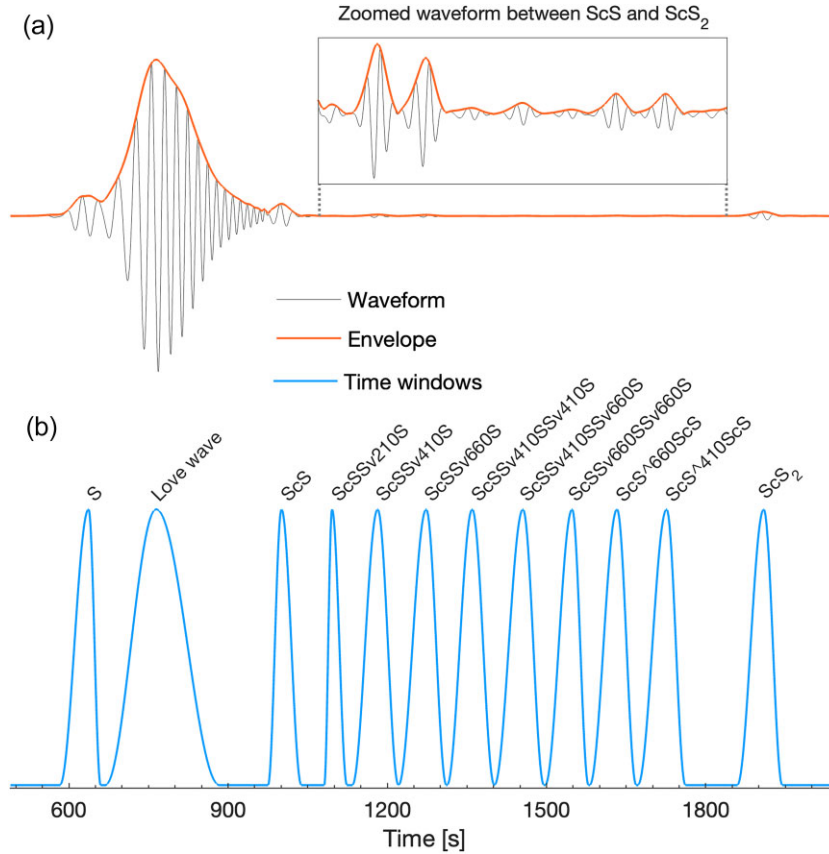 Zoomed waveform between ScS and ScS₂
(a)
Waveform
Envelope
Time windows
(b)
S
Love wave
ScS
ScSSv210S
ScSSv410S
ScSSv660S
ScSSv410SSv410S
ScSSv410SSv660S
ScSSv660SSv660S
ScS^660ScS
ScS^410ScS
ScS₂
600 900 1200 1500 1800
Time [s]